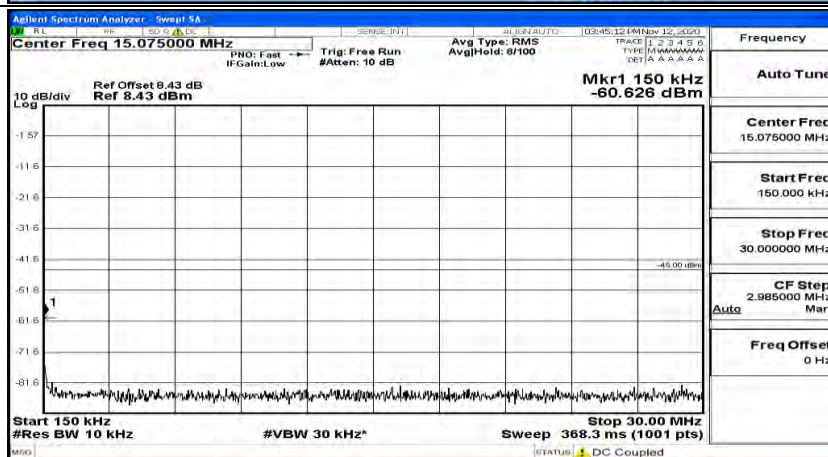 Agilent Spectrum Analyzer - Swept SA
RL RF 50 Ω DC SENSE:INT ALIGN AUTO 03:45:12 PM Nov 12, 2020
Center Freq 15.075000 MHz
PNO: Fast
IFGain:Low
Trig: Free Run
#Atten: 10 dB
Avg Type: RMS
Avg|Hold: 8/100
TRACE 1 2 3 4 5 6
TYPE MWWWWW
DET A A A A A A
Ref Offset 8.43 dB
10 dB/div Ref 8.43 dBm
Log
Mkr1 150 kHz
-60.626 dBm
-1.57
-11.6
-21.6
-31.6
-41.6
-45.00 dBm
-51.6
1
-61.6
-71.6
-81.6
Start 150 kHz Stop 30.00 MHz
#Res BW 10 kHz #VBW 30 kHz* Sweep 368.3 ms (1001 pts)
MSG STATUS DC Coupled
Frequency
Auto Tune
Center Freq
15.075000 MHz
Start Freq
150.000 kHz
Stop Freq
30.000000 MHz
CF Step
2.985000 MHz
Auto Man
Freq Offset
0 Hz